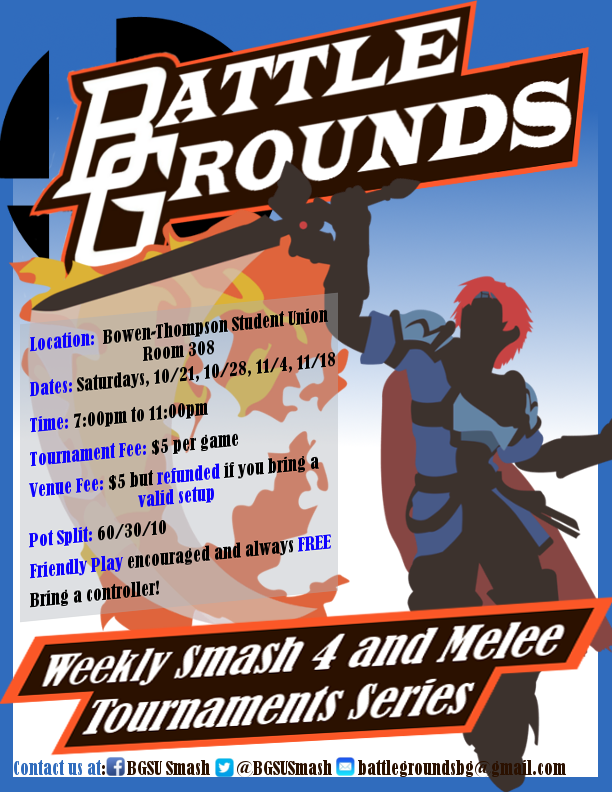 BATTLE
GROUNDS
Location: Bowen-Thompson Student Union
Room 308
Dates: Saturdays, 10/21, 10/28, 11/4, 11/18
Time: 7:00pm to 11:00pm
Tournament Fee: $5 per game
Venue Fee: $5 but refunded if you bring a
valid setup
Pot Split: 60/30/10
Friendly Play encouraged and always FREE
Bring a controller!
Weekly Smash 4 and Melee
Tournaments Series
Contact us at: BGSU Smash @BGSUSmash battlegroundsbg@gmail.com